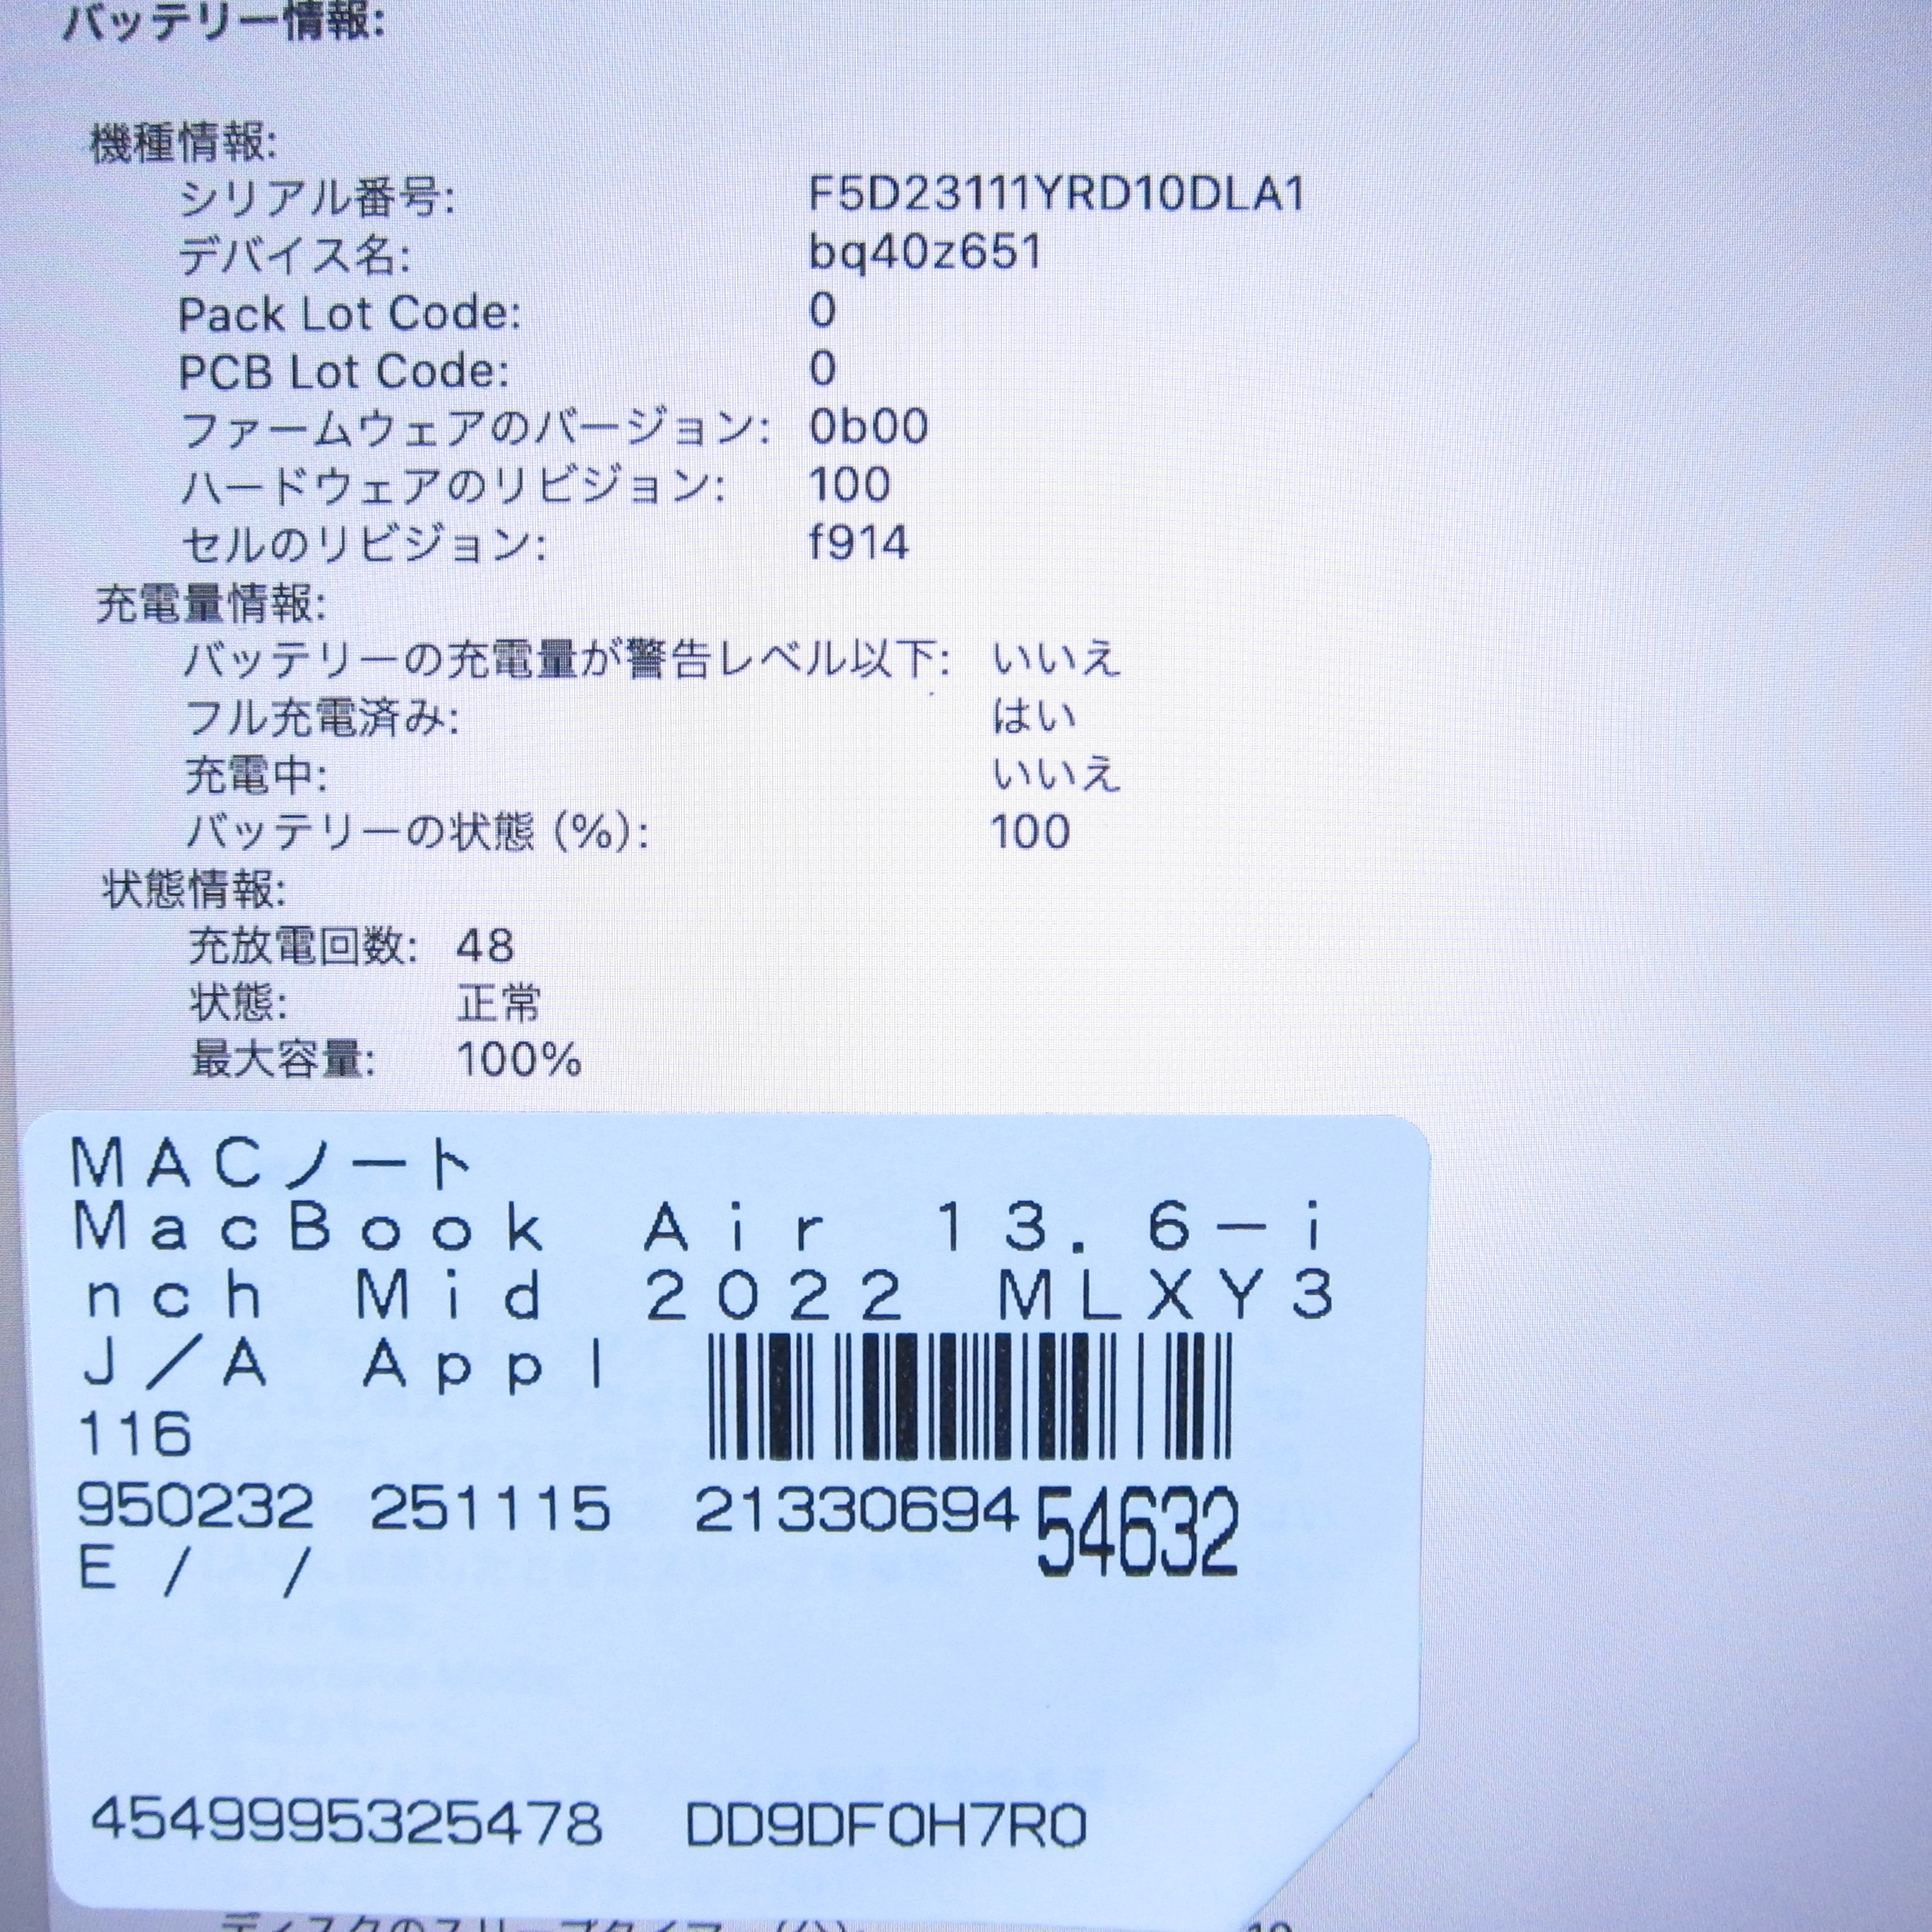 バッテリー情報:
機種情報:
シリアル番号: F5D23111YRD10DLA1
デバイス名: bq40z651
Pack Lot Code: 0
PCB Lot Code: 0
ファームウェアのバージョン: 0b00
ハードウェアのリビジョン: 100
セルのリビジョン: f914
充電量情報:
バッテリーの充電量が警告レベル以下: いいえ
フル充電済み: はい
充電中: いいえ
バッテリーの状態 (%): 100
状態情報:
充放電回数: 48
状態: 正常
最大容量: 100%
MACノート
MacBook Air 13.6-i
nch Mid 2022 MLXY3
J/A Appl
116
950232 251115 21330694 54632
E / /
4549995325478 DD9DF0H7R0